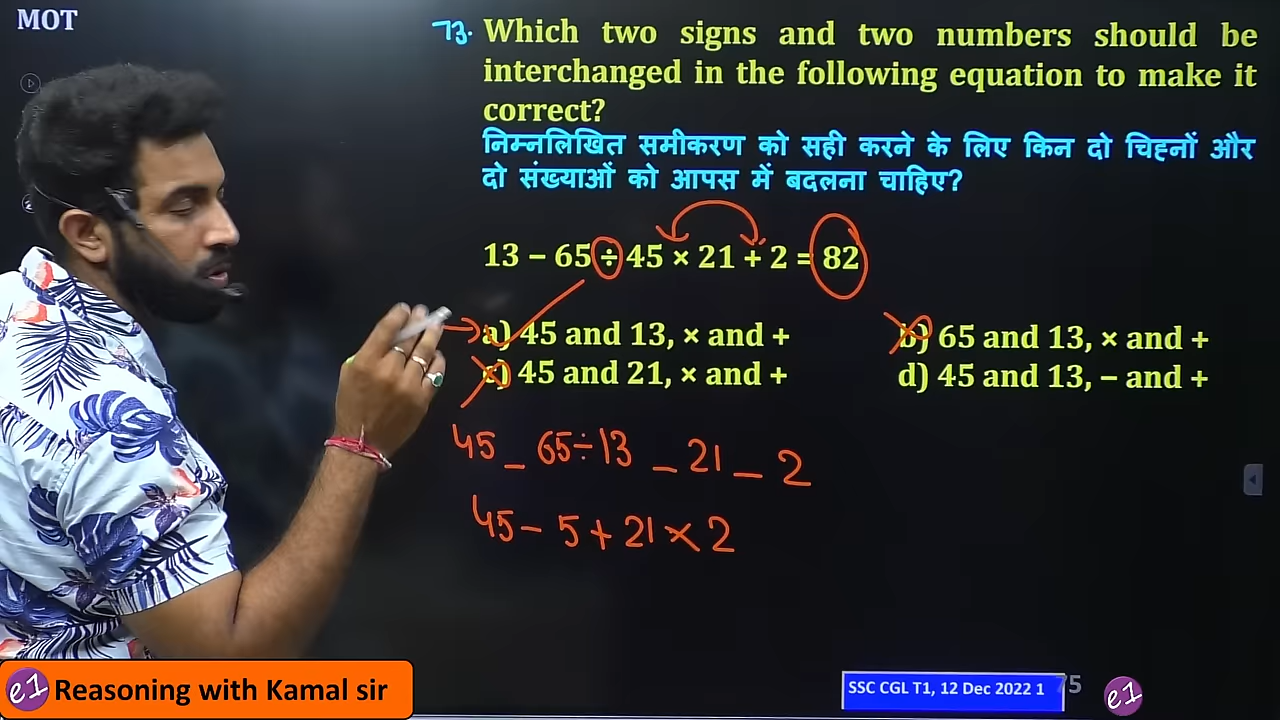 MOT
73. Which two signs and two numbers should be
interchanged in the following equation to make it
correct?
निम्नलिखित समीकरण को सही करने के लिए किन दो चिह्नों और
दो संख्याओं को आपस में बदलना चाहिए?
13 – 65 ÷ 45 × 21 + 2 = 82
a) 45 and 13, × and +
b) 65 and 13, × and +
c) 45 and 21, × and +
d) 45 and 13, – and +
45 _ 65÷13 _ 21 _ 2
45 – 5 + 21 × 2
e1 Reasoning with Kamal sir
SSC CGL T1, 12 Dec 2022 1
75
e1